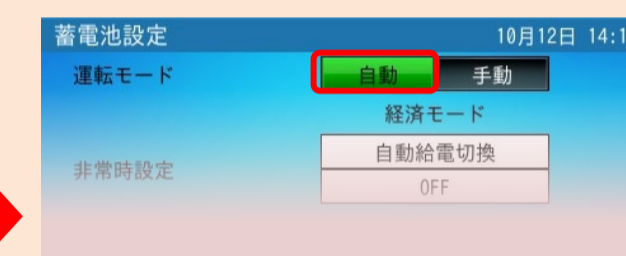 蓄電池設定 10月12日 14:1
運転モード 自動 手動
経済モード
自動給電切換
非常時設定
OFF